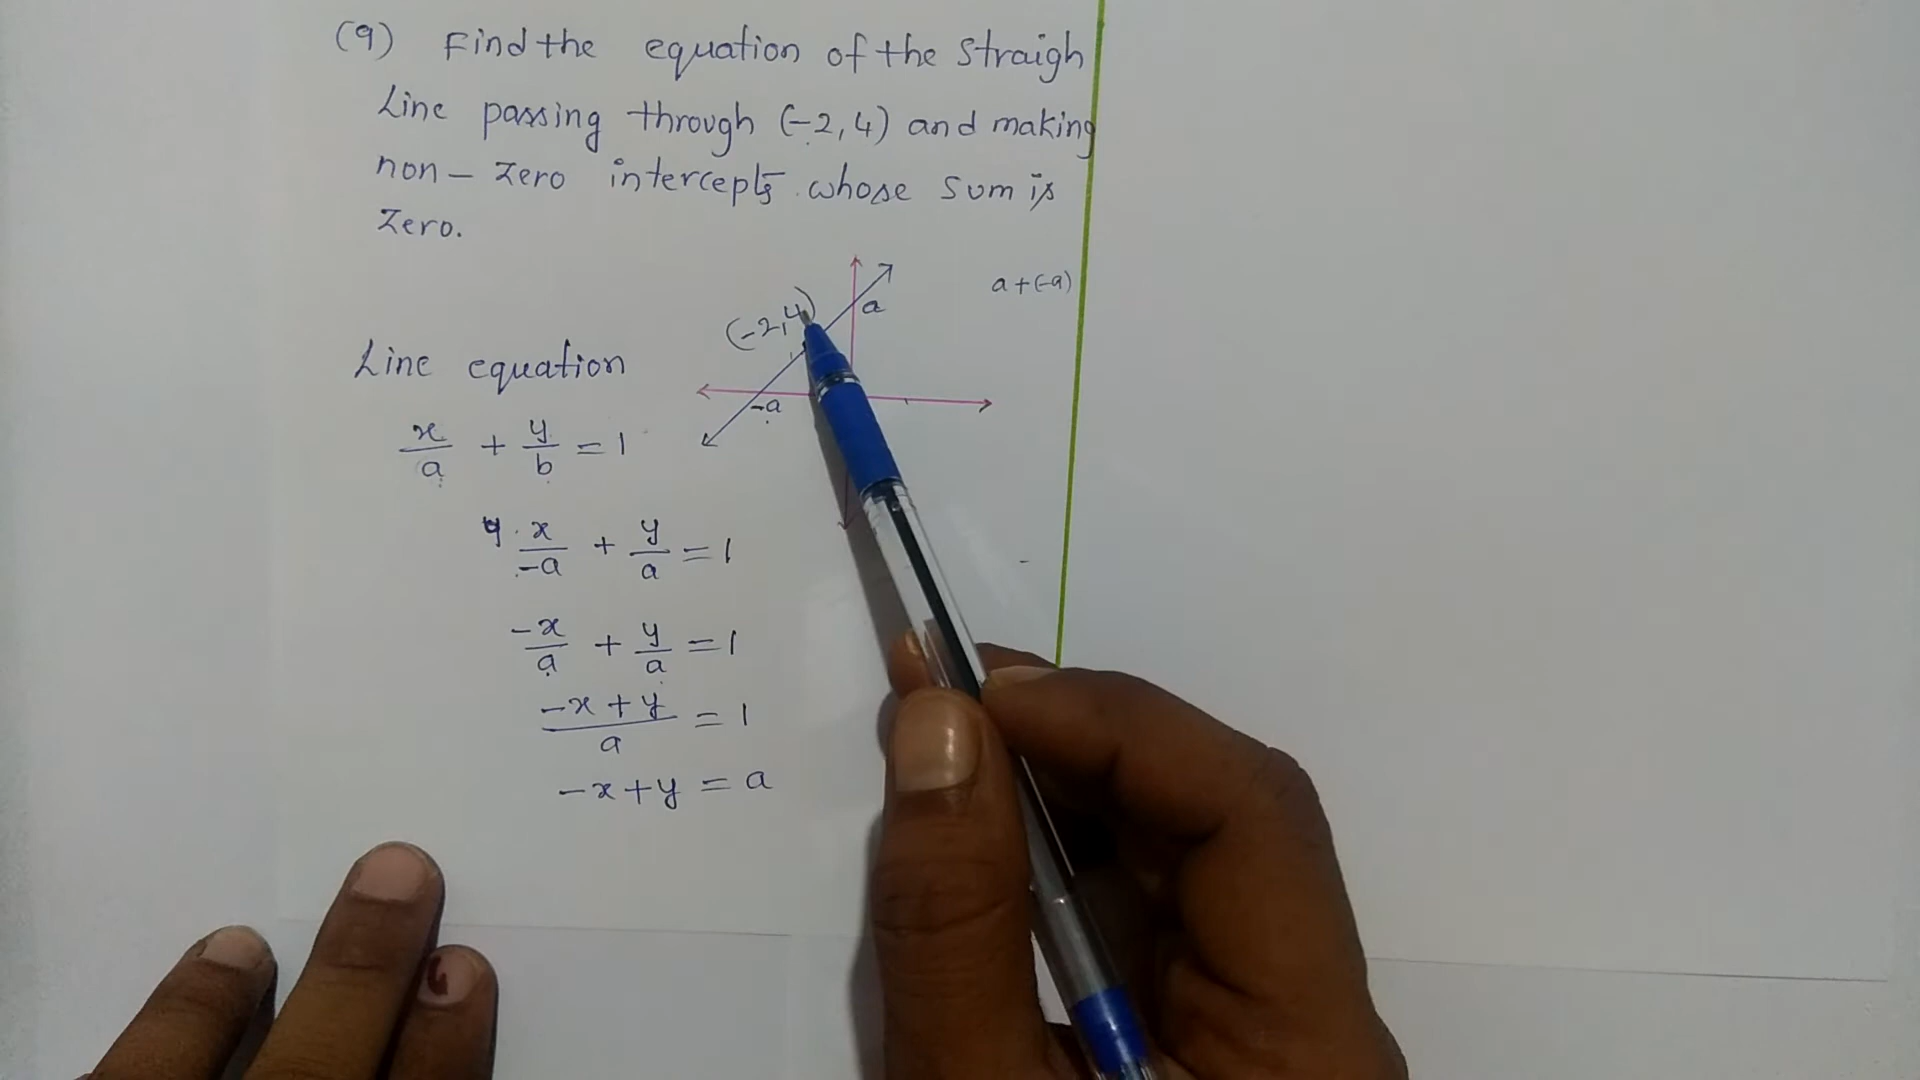 (9) Find the equation of the straigh
Line passing through (-2,4) and making
non-zero intercepts whose sum is
zero.
a+(-a)
(-2,4)
a
-a
Line equation
x/a + y/b = 1
x/-a + y/a = 1
-x/a + y/a = 1
-x+y/a = 1
-x+y = a